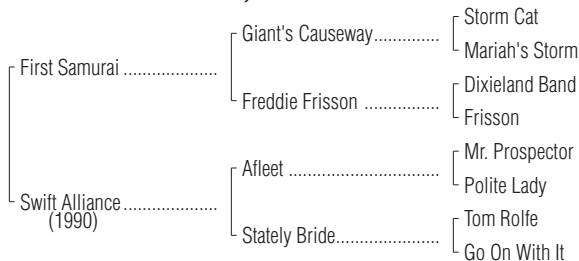 Storm Cat
Giant's Causeway...............
Mariah's Storm
First Samurai ....................
Dixieland Band
Freddie Frisson ................
Frisson
Mr. Prospector
Afleet ................................
Polite Lady
Swift Alliance....................
(1990)
Tom Rolfe
Stately Bride......................
Go On With It